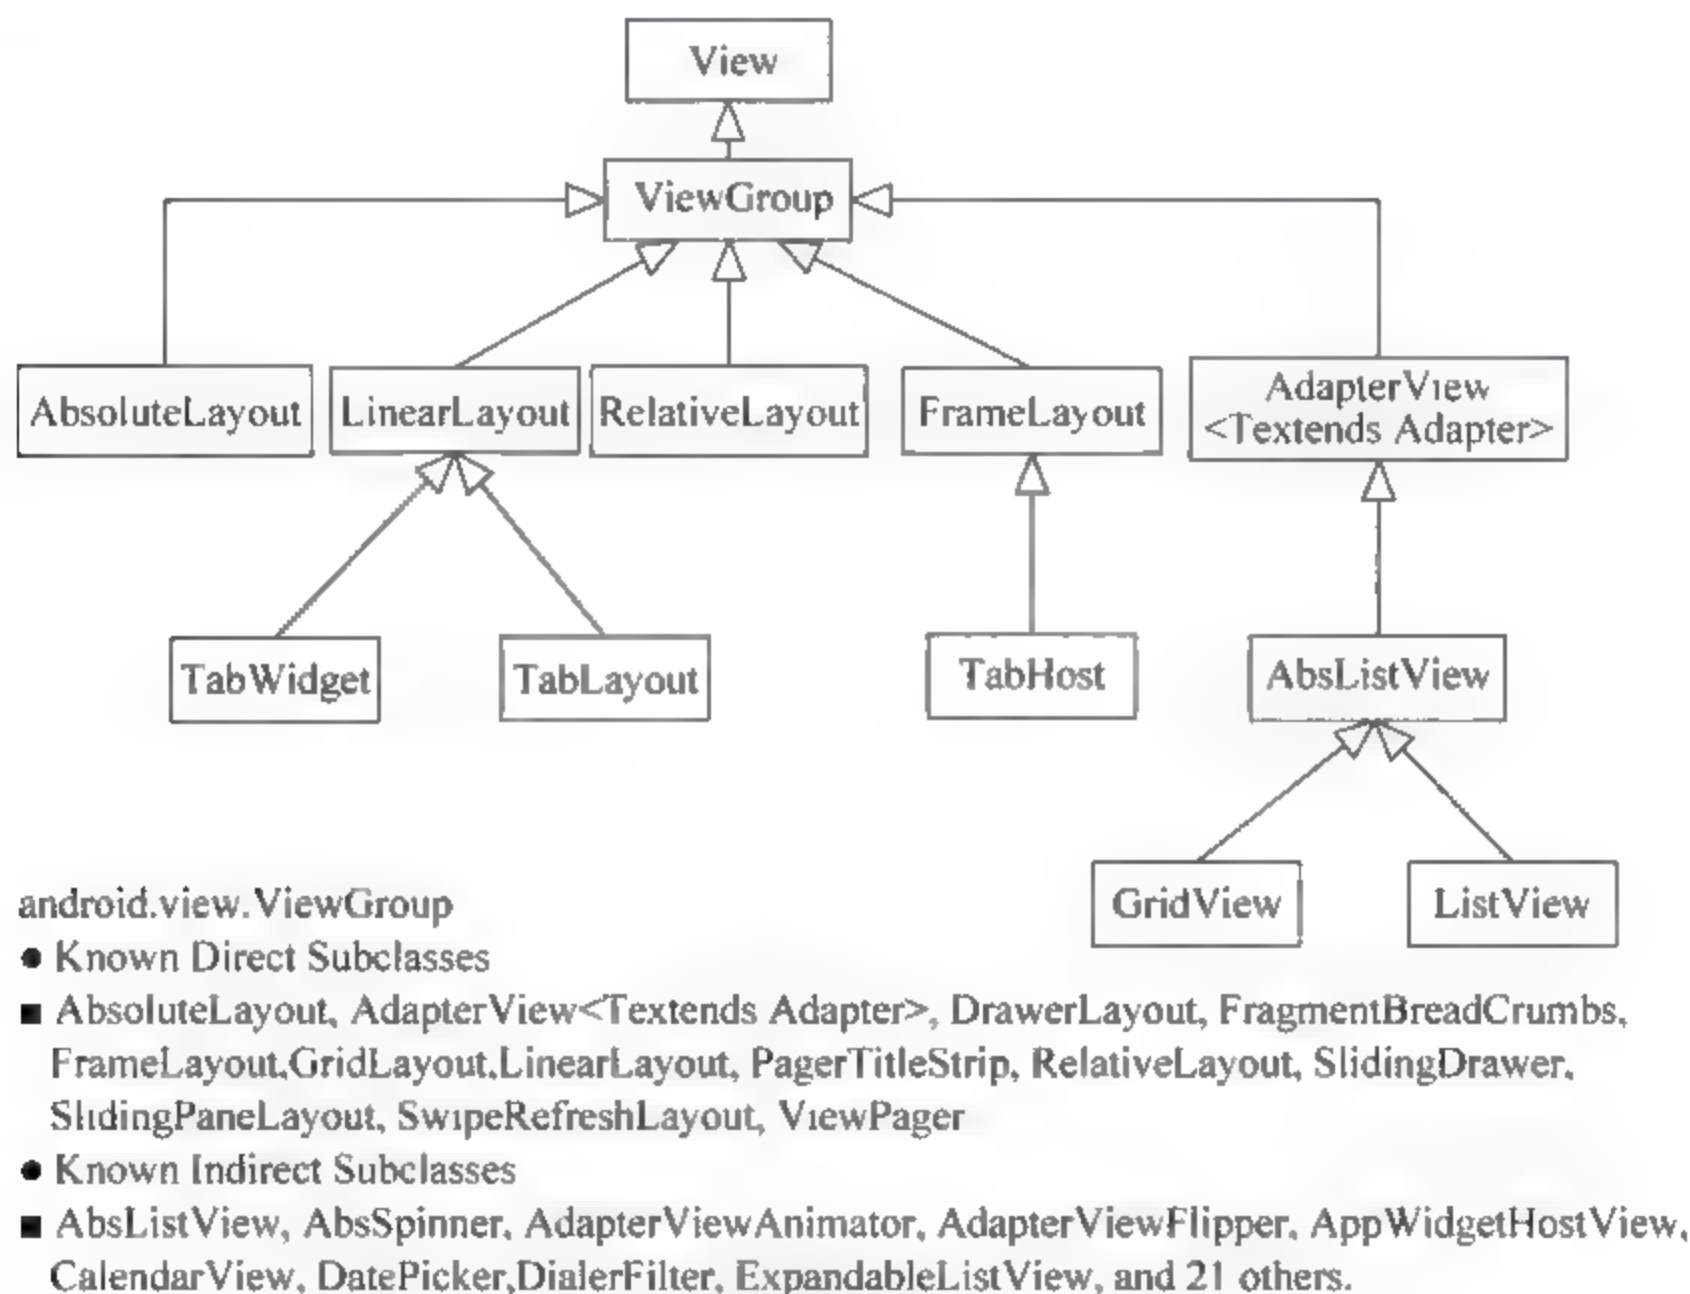 View
ViewGroup
AbsoluteLayout
LinearLayout
RelativeLayout
FrameLayout
AdapterView
<Textends Adapter>
TabWidget
TabLayout
TabHost
AbsListView
GridView
ListView
android.view.ViewGroup
● Known Direct Subclasses
■ AbsoluteLayout, AdapterView<Textends Adapter>, DrawerLayout, FragmentBreadCrumbs,
FrameLayout,GridLayout,LinearLayout, PagerTitleStrip, RelativeLayout, SlidingDrawer,
SlidingPaneLayout, SwipeRefreshLayout, ViewPager
● Known Indirect Subclasses
■ AbsListView, AbsSpinner, AdapterViewAnimator, AdapterViewFlipper, AppWidgetHostView,
CalendarView, DatePicker,DialerFilter, ExpandableListView, and 21 others.